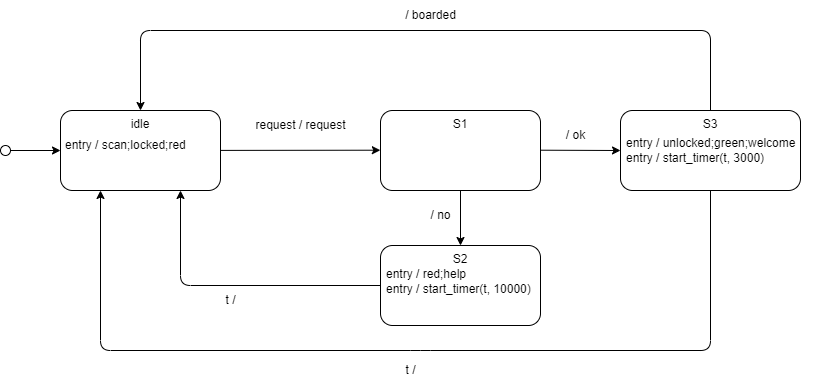 / boarded
idle
entry / scan;locked;red
request / request
S1
/ ok
S3
entry / unlocked;green;welcome
entry / start_timer(t, 3000)
/ no
S2
entry / red;help
entry / start_timer(t, 10000)
t /
t /